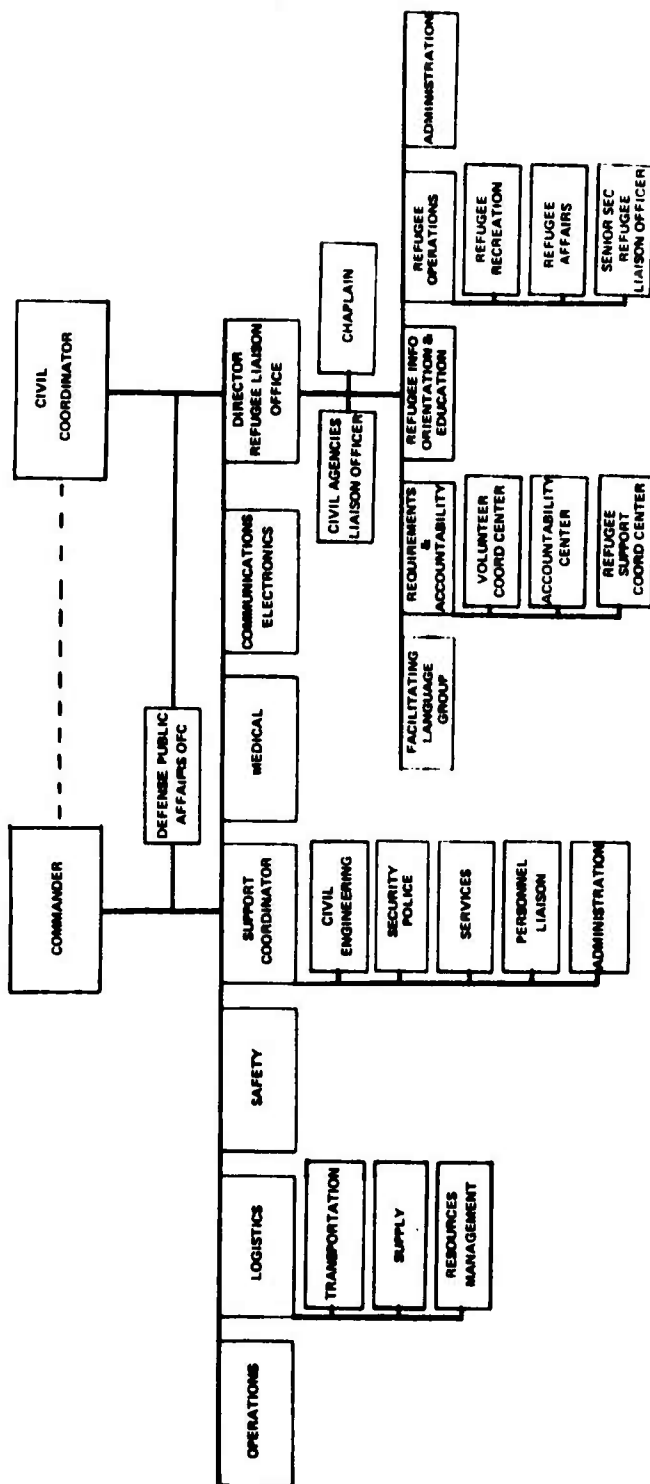 COMMANDER
CIVIL
COORDINATOR
DEFENSE PUBLIC
AFFAIRS OFC
OPERATIONS
LOGISTICS
SAFETY
SUPPORT
COORDINATOR
MEDICAL
COMMUNICATIONS
ELECTRONICS
DIRECTOR
REFUGEE LIAISON
OFFICE
TRANSPORTATION
SUPPLY
RESOURCES
MANAGEMENT
CIVIL
ENGINEERING
SECURITY
POLICE
SERVICES
PERSONNEL
LIAISON
ADMINISTRATION
CIVIL AGENCIES
LIAISON OFFICER
CHAPLAIN
FACILITATING
LANGUAGE
GROUP
REQUIREMENTS
&
ACCOUNTABILITY
REFUGEE INFO
ORIENTATION &
EDUCATION
REFUGEE
OPERATIONS
ADMINISTRATION
VOLUNTEER
COORD CENTER
ACCOUNTABILITY
CENTER
REFUGEE
SUPPORT
COORD CENTER
REFUGEE
RECREATION
REFUGEE
AFFAIRS
SENIOR SEC
REFUGEE
LIAISON OFFICER